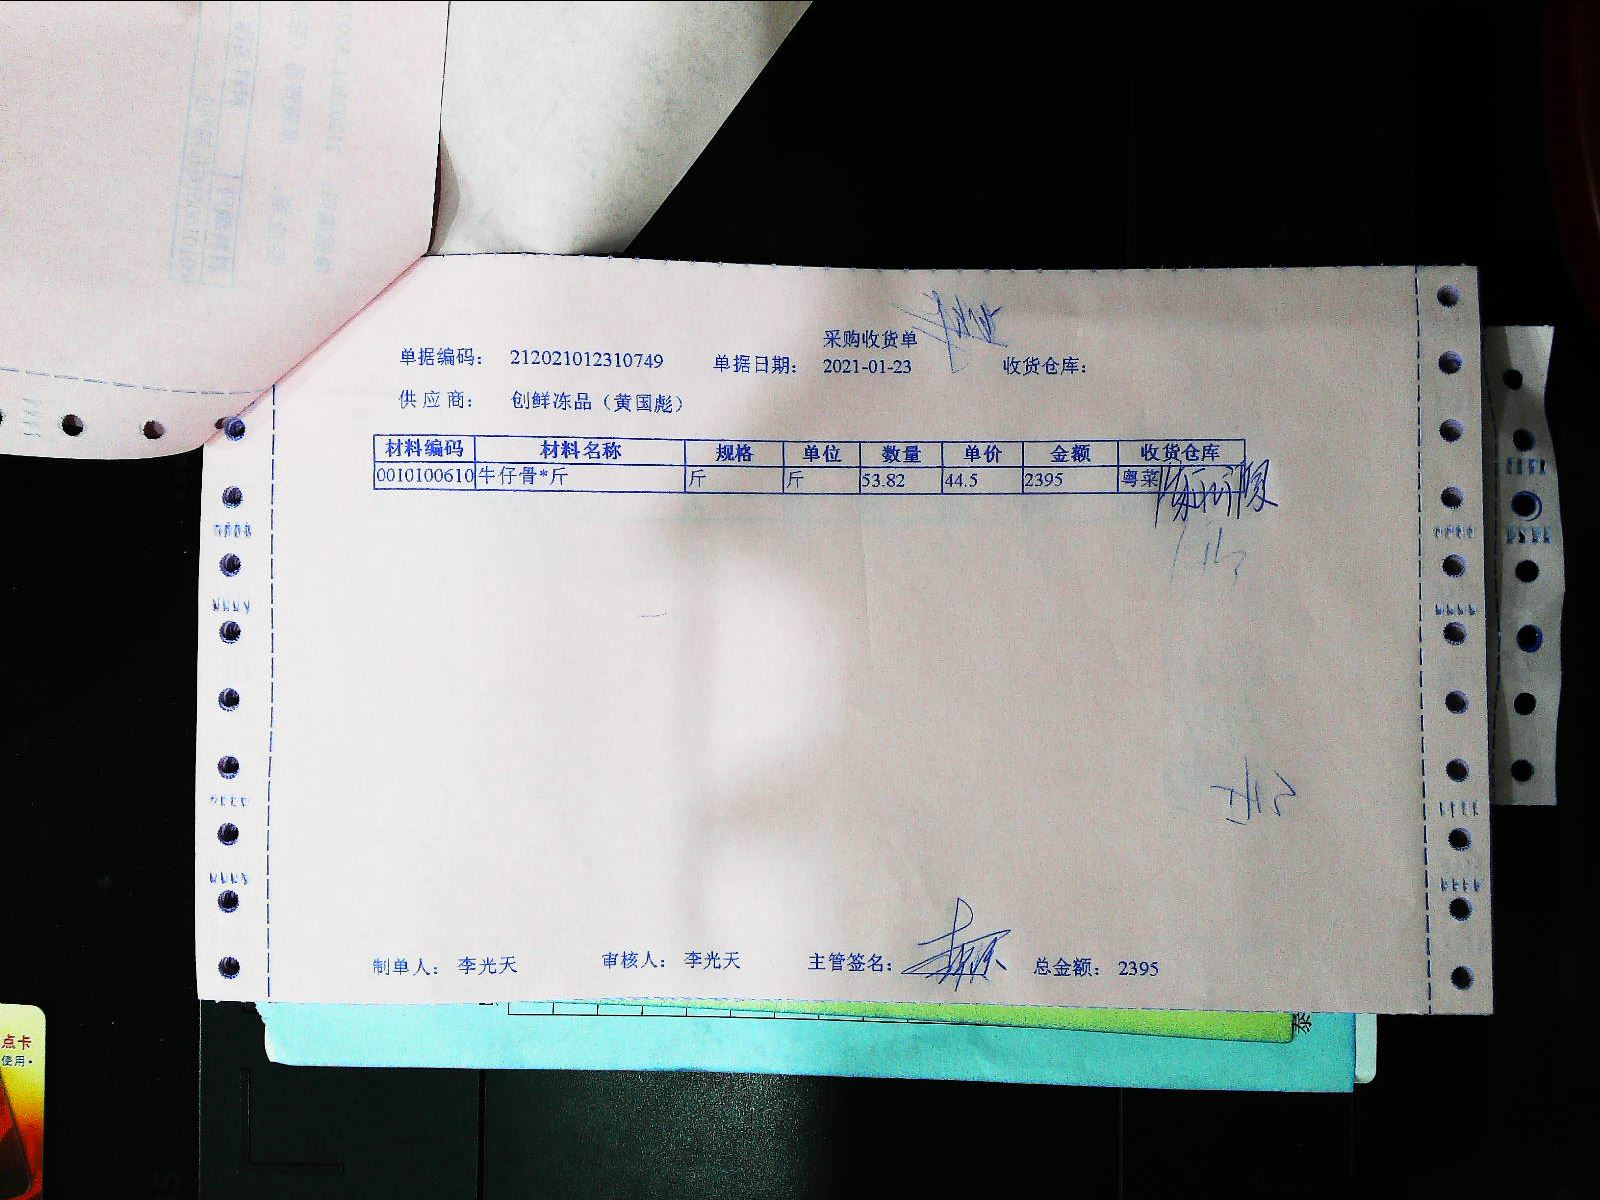 采购收货单
单据编码： 212021012310749 单据日期： 2021-01-23 收货仓库：
供应商： 创鲜冻品（黄国彪）
材料编码 材料名称 规格 单位 数量 单价 金额 收货仓库
0010100610 牛仔骨*斤 斤 斤 53.82 44.5 2395 粤菜
制单人： 李光天 审核人： 李光天 主管签名： 总金额： 2395
点卡
使用·